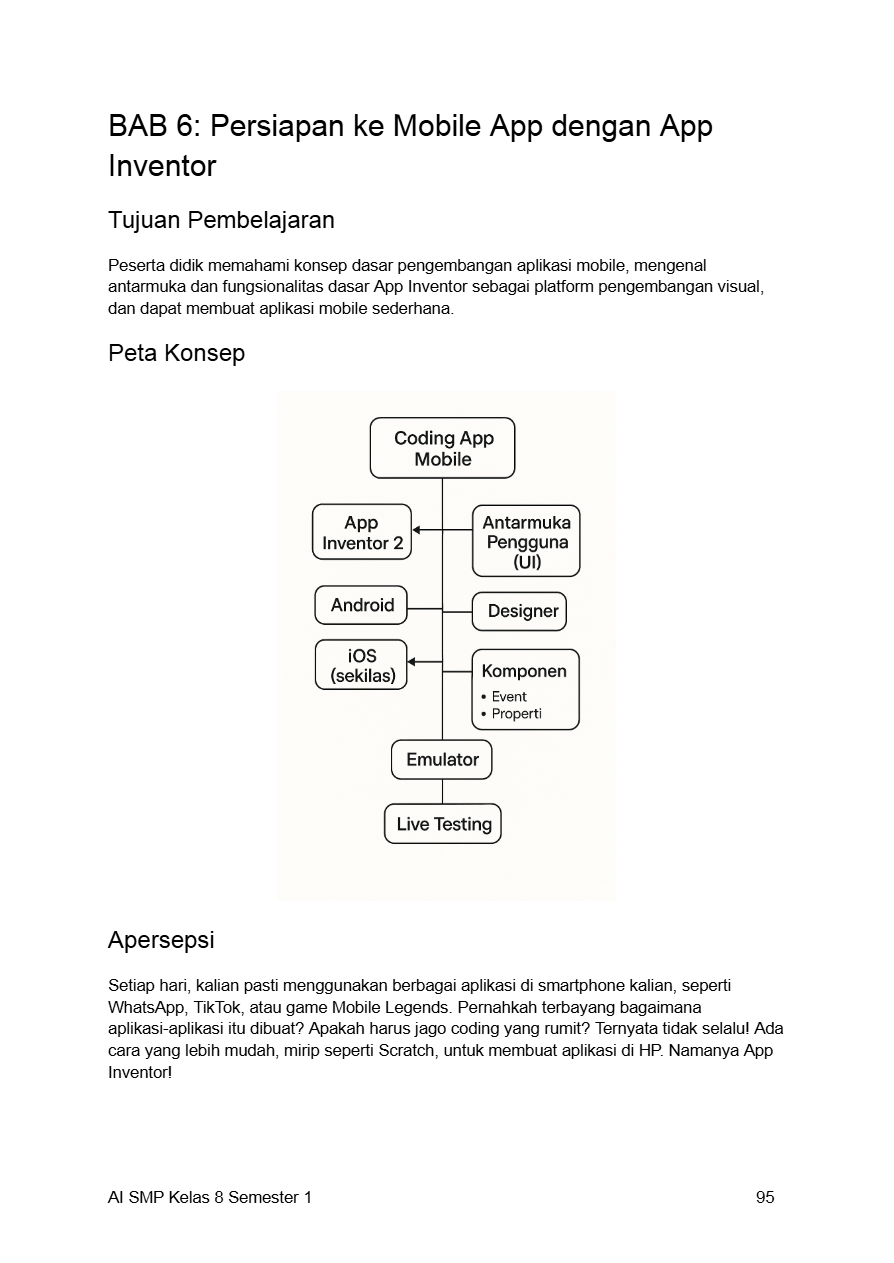 BAB 6: Persiapan ke Mobile App dengan App
Inventor
Tujuan Pembelajaran
Peserta didik memahami konsep dasar pengembangan aplikasi mobile, mengenal
antarmuka dan fungsionalitas dasar App Inventor sebagai platform pengembangan visual,
dan dapat membuat aplikasi mobile sederhana.
Peta Konsep
Coding App
Mobile
App
Inventor 2
Antarmuka
Pengguna
(UI)
Android
Designer
iOS
(sekilas)
Komponen
• Event
• Properti
Emulator
Live Testing
Apersepsi
Setiap hari, kalian pasti menggunakan berbagai aplikasi di smartphone kalian, seperti
WhatsApp, TikTok, atau game Mobile Legends. Pernahkah terbayang bagaimana
aplikasi-aplikasi itu dibuat? Apakah harus jago coding yang rumit? Ternyata tidak selalu! Ada
cara yang lebih mudah, mirip seperti Scratch, untuk membuat aplikasi di HP. Namanya App
Inventor!
AI SMP Kelas 8 Semester 1 95